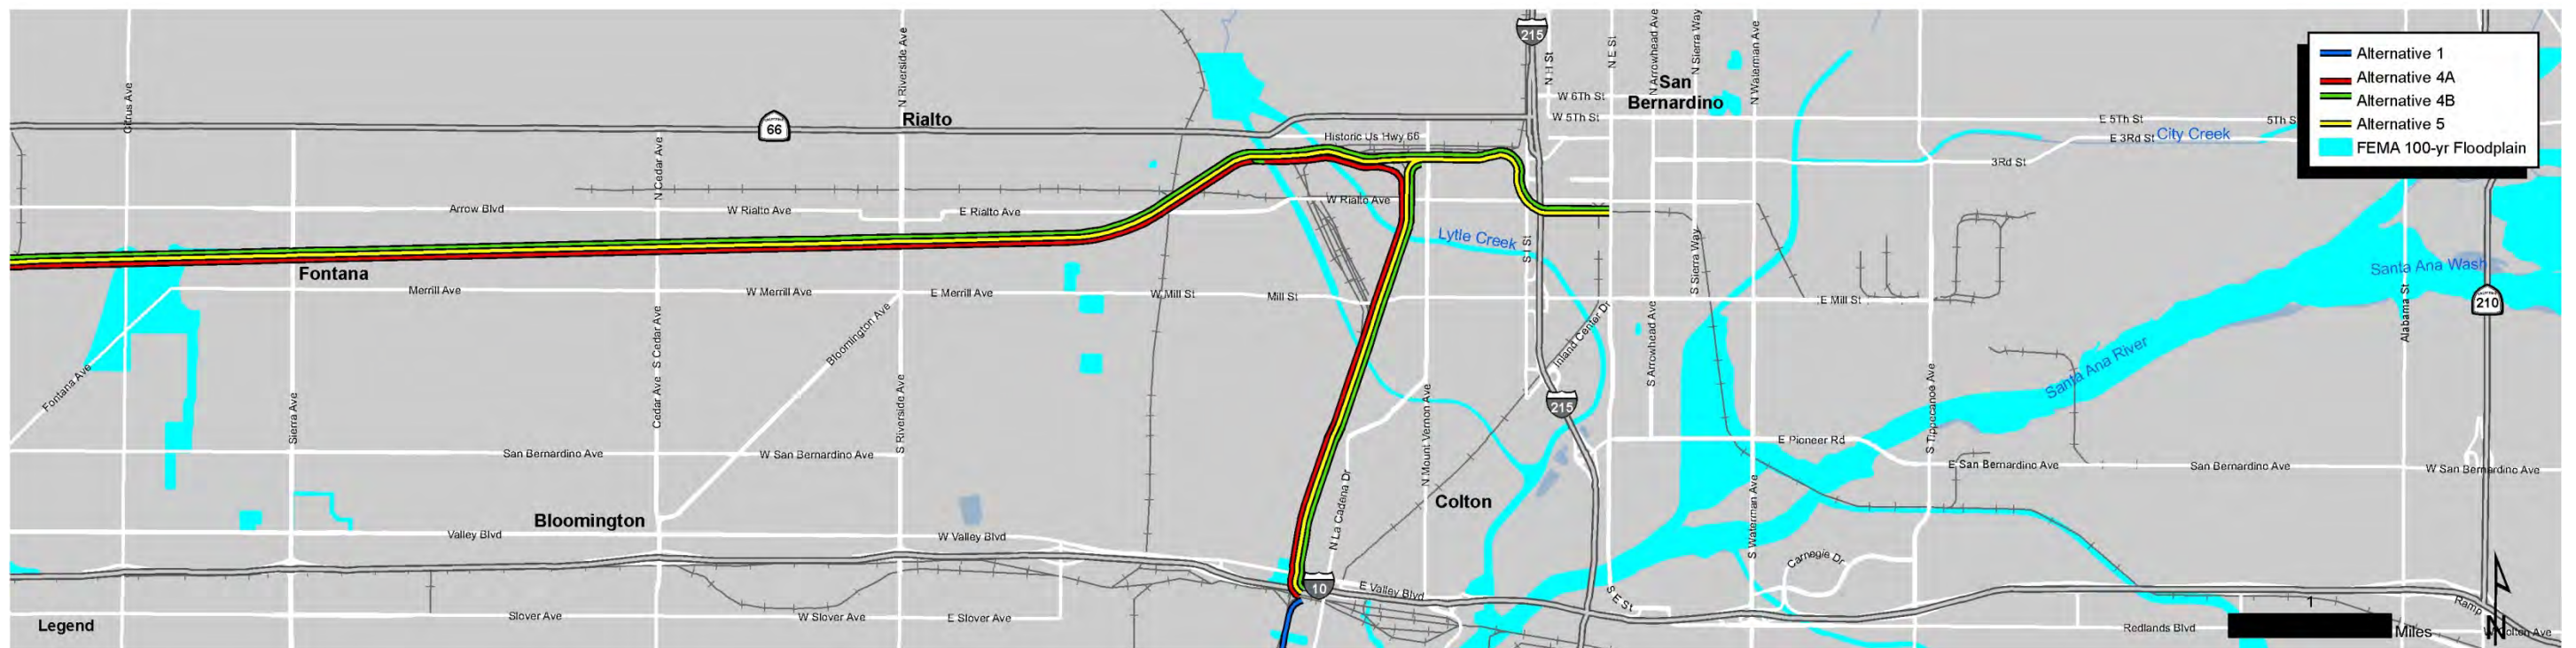 215
Alternative 1
Alternative 4A
Alternative 4B
Alternative 5
FEMA 100-yr Floodplain
Citrus Ave
N Riverside Ave
N H St
N E St
N Arrowhead Ave
N Sierra Way
N Waterman Ave
San
Bernardino
W 6Th St
W 5Th St
66
Rialto
Historic Us Hwy 66
E 5Th St
5Th S
E 3Rd St
City Creek
3Rd St
N Cedar Ave
Arrow Blvd
W Rialto Ave
E Rialto Ave
W Rialto Ave
Lytle Creek
S I St
S Sierra Way
Santa Ana Wash
Fontana
Merrill Ave
W Merrill Ave
E Merrill Ave
W Mill St
Mill St
E Mill St
210
Alabama St
Bloomington Ave
Inland Center Dr
S Arrowhead Ave
Santa Ana River
Fontana Ave
Cedar Ave
S Cedar Ave
S Riverside Ave
Sierra Ave
N Mount Vernon Ave
215
S Tippecanoe Ave
San Bernardino Ave
W San Bernardino Ave
E Pioneer Rd
E San Bernardino Ave
San Bernardino Ave
W San Bernardino Ave
Colton
N La Cadena Dr
S Waterman Ave
Bloomington
Valley Blvd
W Valley Blvd
Carnegie Dr
10
E Valley Blvd
S E St
Slover Ave
W Slover Ave
E Slover Ave
Legend
Redlands Blvd
Ramp
1
Miles
N